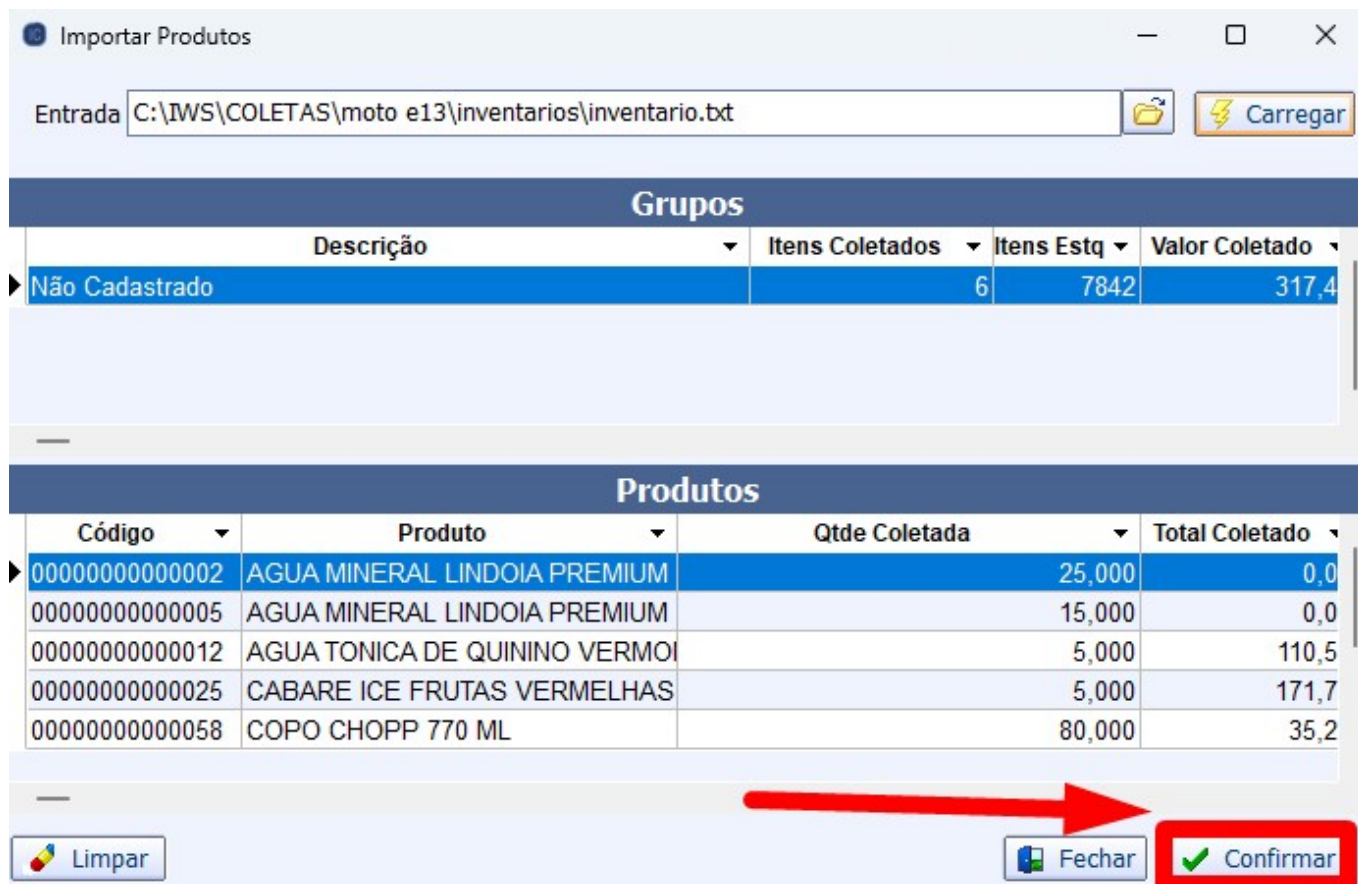 Importar Produtos
Entrada C:\IWS\COLETAS\moto e13\inventarios\inventario.txt Carregar
Grupos
Descrição Itens Coletados Itens Estq Valor Coletado
Não Cadastrado 6 7842 317,4
Produtos
Código Produto Qtde Coletada Total Coletado
00000000000002 AGUA MINERAL LINDOIA PREMIUM 25,000 0,0
00000000000005 AGUA MINERAL LINDOIA PREMIUM 15,000 0,0
00000000000012 AGUA TONICA DE QUININO VERMO 5,000 110,5
00000000000025 CABARE ICE FRUTAS VERMELHAS 5,000 171,7
00000000000058 COPO CHOPP 770 ML 80,000 35,2
Limpar Fechar Confirmar